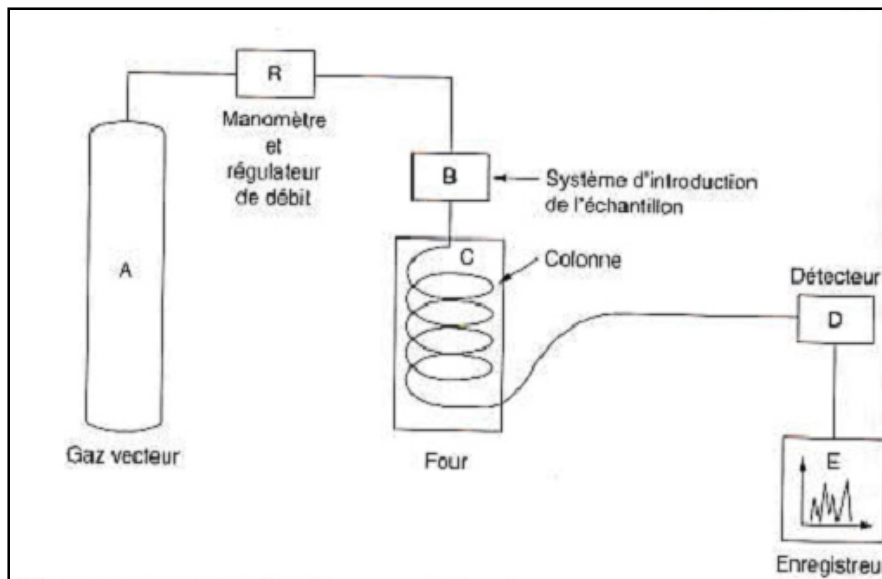 R
Manomètre
et
régulateur
de débit
B
Système d'introduction
de l'échantillon
A
C
Colonne
Détecteur
D
Gaz vecteur
Four
E
Enregistreu